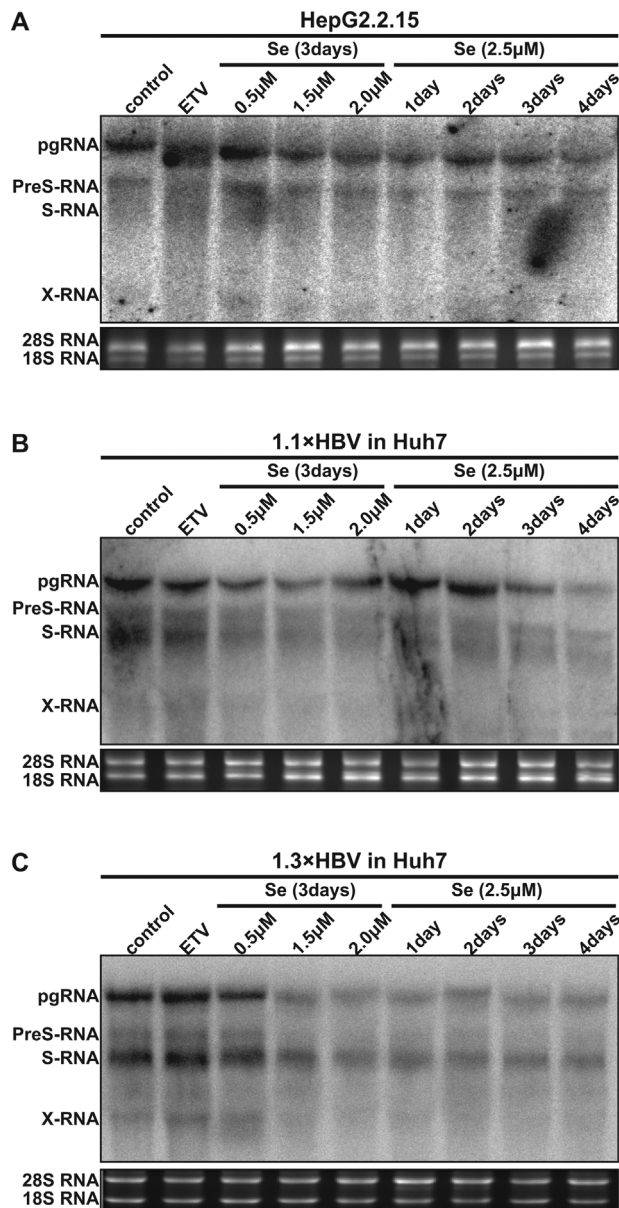 A
HepG2.2.15
Se (3days) Se (2.5μM)
control ETV 0.5μM 1.5μM 2.0μM 1day 2days 3days 4days
pgRNA
PreS-RNA
S-RNA
X-RNA
28S RNA
18S RNA
B
1.1×HBV in Huh7
Se (3days) Se (2.5μM)
control ETV 0.5μM 1.5μM 2.0μM 1day 2days 3days 4days
pgRNA
PreS-RNA
S-RNA
X-RNA
28S RNA
18S RNA
C
1.3×HBV in Huh7
Se (3days) Se (2.5μM)
control ETV 0.5μM 1.5μM 2.0μM 1day 2days 3days 4days
pgRNA
PreS-RNA
S-RNA
X-RNA
28S RNA
18S RNA